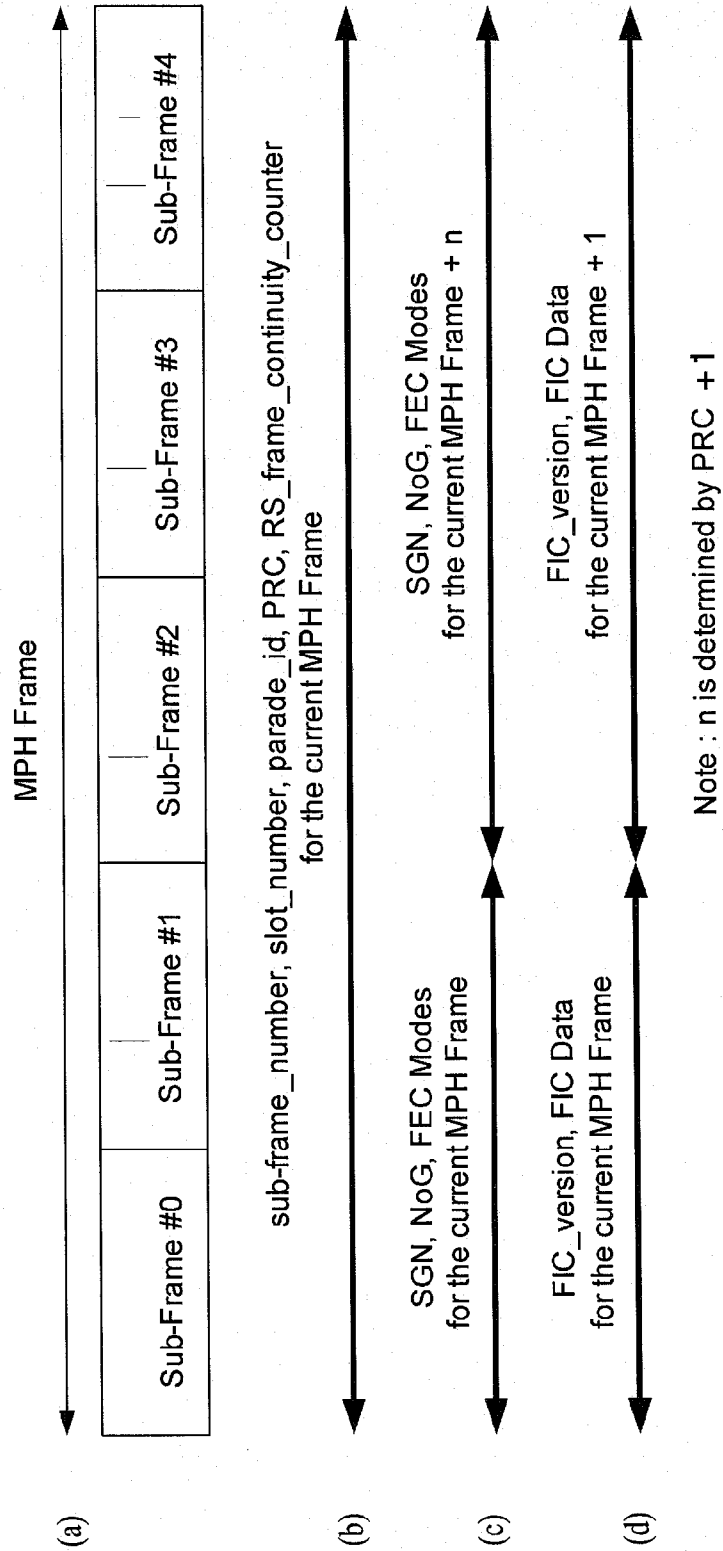 MPH Frame
(a)
Sub-Frame #0
Sub-Frame #1
Sub-Frame #2
Sub-Frame #3
Sub-Frame #4
sub-frame_number, slot_number, parade_id, PRC, RS_frame_continuity_counter
for the current MPH Frame
(b)
SGN, NoG, FEC Modes
for the current MPH Frame
SGN, NoG, FEC Modes
for the current MPH Frame + n
(c)
FIC_version, FIC Data
for the current MPH Frame
FIC_version, FIC Data
for the current MPH Frame + 1
(d)
Note : n is determined by PRC +1